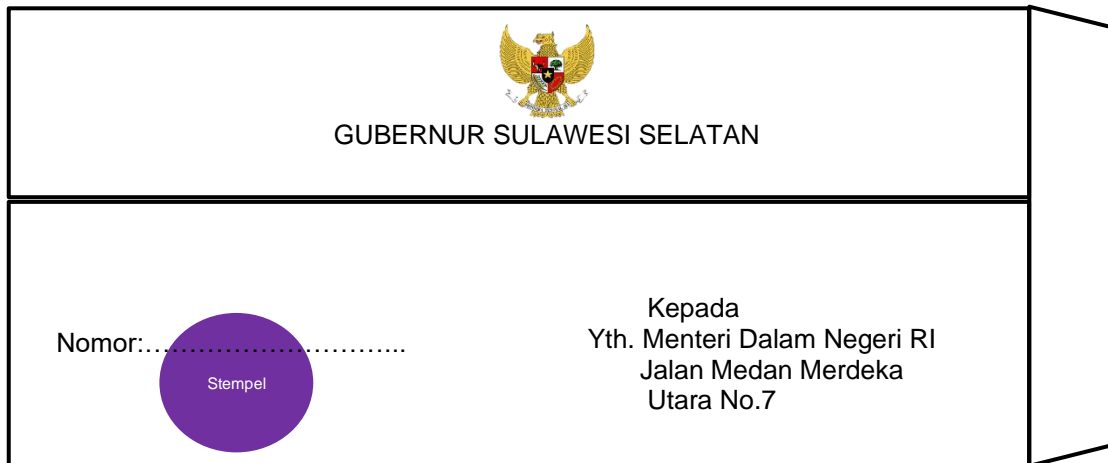 GUBERNUR SULAWESI SELATAN
Kepada
Nomor:………………………...
Yth. Menteri Dalam Negeri RI
Jalan Medan Merdeka
Stempel
Utara No.7